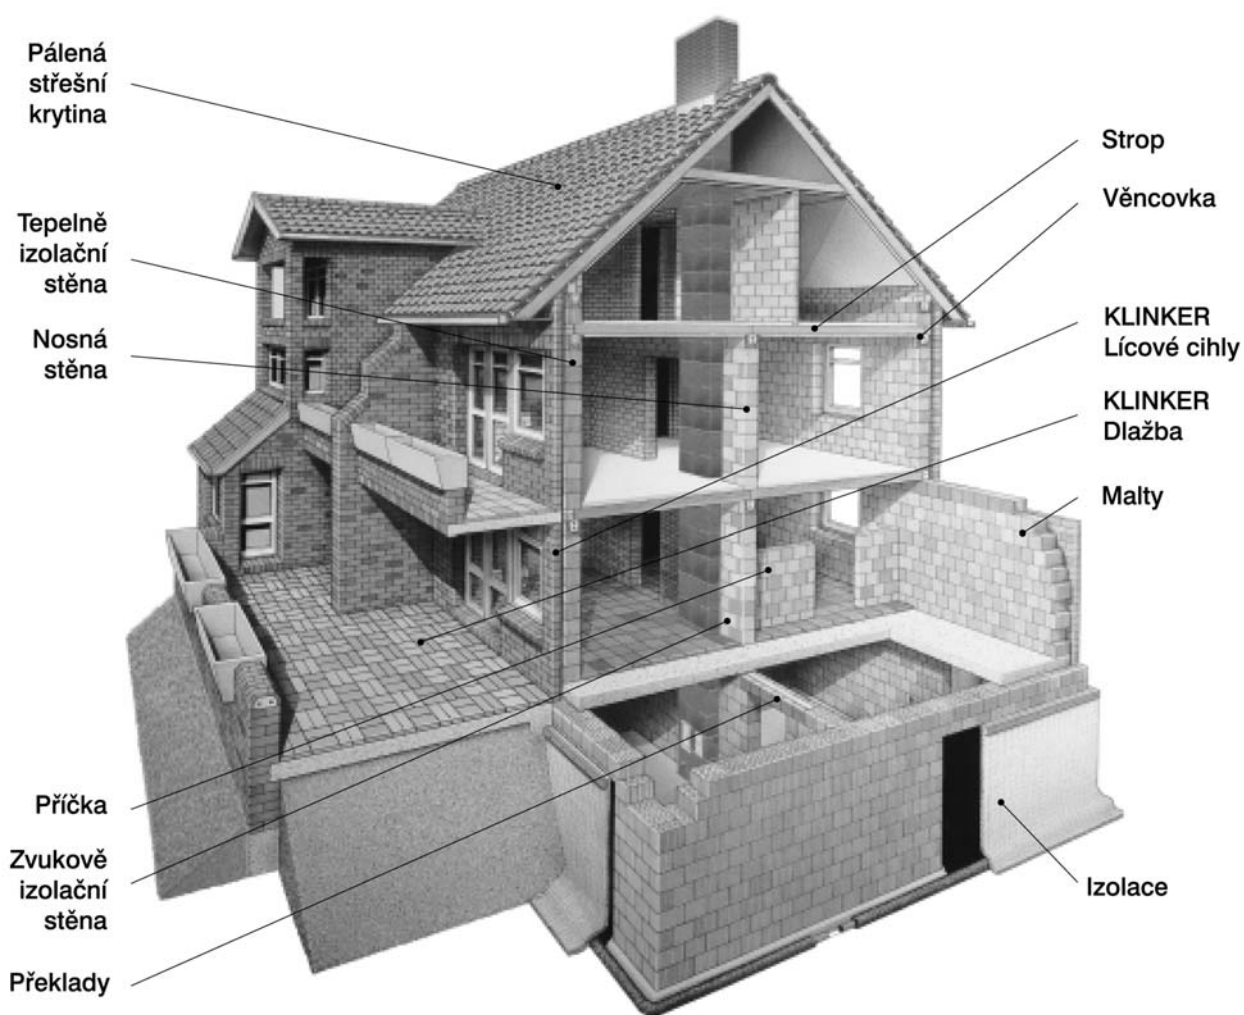 Pálená
střešní
krytina
Tepelně
izolační
stěna
Nosná
stěna
Příčka
Zvukově
izolační
stěna
Překlady
Strop
Věncovka
KLINKER
Lícové cihly
KLINKER
Dlažba
Malty
Izolace